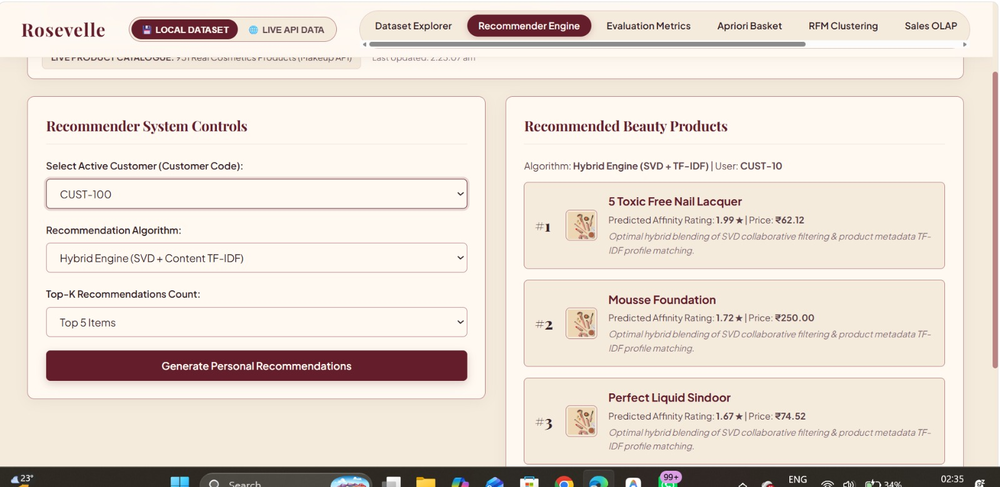 Rosevelle
LOCAL DATASET
LIVE API DATA
Dataset Explorer
Recommender Engine
Evaluation Metrics
Apriori Basket
RFM Clustering
Sales OLAP
LIVE PRODUCT CATALOGUE: 931 Real Cosmetics Products (Makeup API)
Last updated: 2:25:07 am
Recommender System Controls
Select Active Customer (Customer Code):
CUST-100
Recommendation Algorithm:
Hybrid Engine (SVD + Content TF-IDF)
Top-K Recommendations Count:
Top 5 Items
Generate Personal Recommendations
Recommended Beauty Products
Algorithm: Hybrid Engine (SVD + TF-IDF) | User: CUST-10
#1
5 Toxic Free Nail Lacquer
Predicted Affinity Rating: 1.99 ★ | Price: ₹62.12
Optimal hybrid blending of SVD collaborative filtering & product metadata TF-
IDF profile matching.
#2
Mousse Foundation
Predicted Affinity Rating: 1.72 ★ | Price: ₹250.00
Optimal hybrid blending of SVD collaborative filtering & product metadata TF-
IDF profile matching.
#3
Perfect Liquid Sindoor
Predicted Affinity Rating: 1.67 ★ | Price: ₹74.52
Optimal hybrid blending of SVD collaborative filtering & product metadata TF-
IDF profile matching.
23°
Search
99+
ENG
34%
02:35